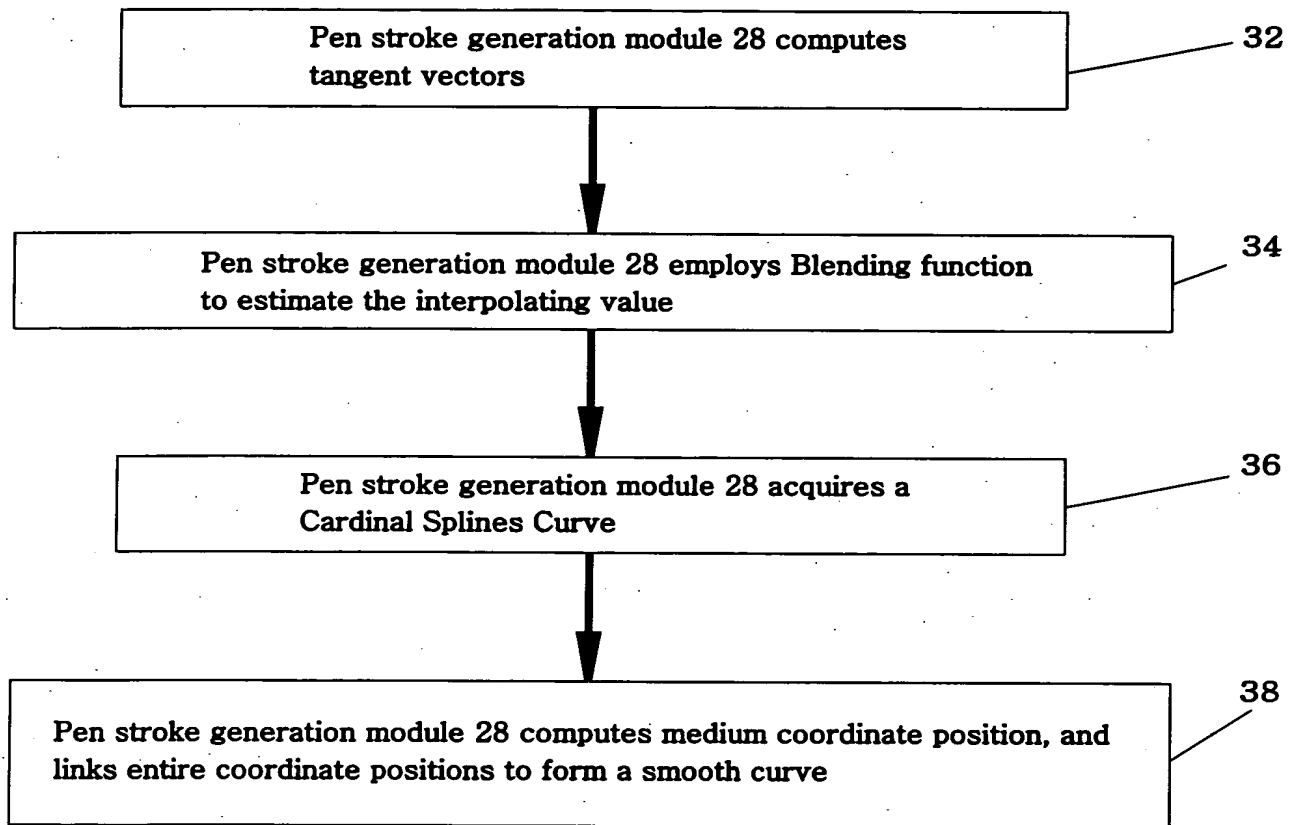 Pen stroke generation module 28 computes
tangent vectors
32
Pen stroke generation module 28 employs Blending function
to estimate the interpolating value
34
Pen stroke generation module 28 acquires a
Cardinal Splines Curve
36
Pen stroke generation module 28 computes medium coordinate position, and
links entire coordinate positions to form a smooth curve
38